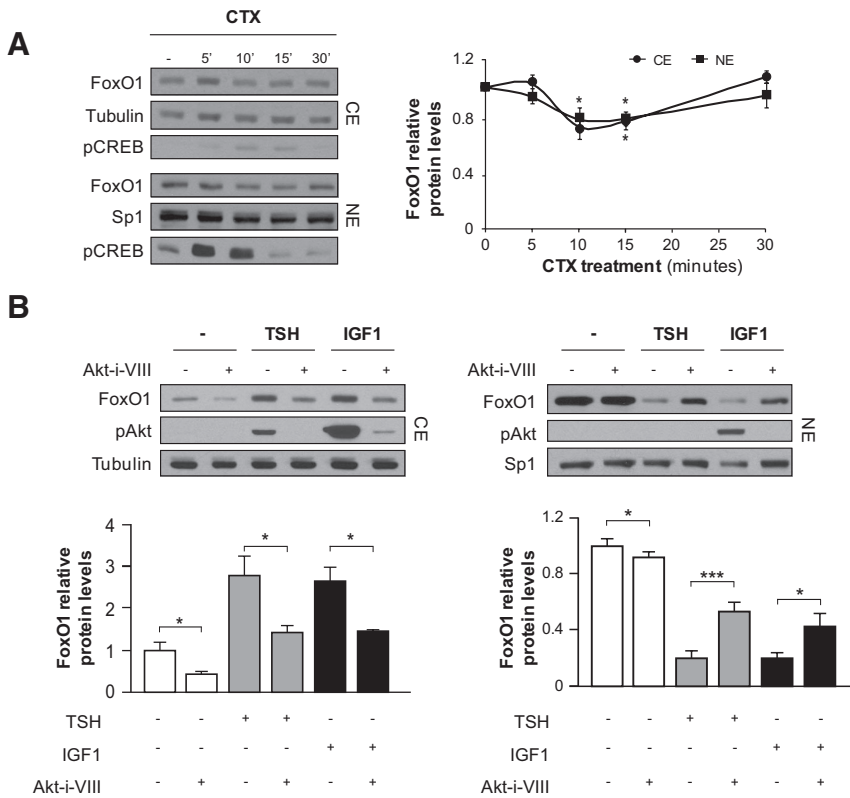 A
CTX
- 5' 10' 15' 30'
FoxO1
Tubulin
pCREB
CE
FoxO1
Sp1
pCREB
NE
CE NE
1.2
0.8
0.4
0
* *
*
FoxO1 relative
protein levels
0 5 10 15 20 25 30
CTX treatment (minutes)
B
- TSH IGF1
Akt-i-VIII - + - + - +
FoxO1
pAkt
Tubulin
CE
- TSH IGF1
Akt-i-VIII - + - + - +
FoxO1
pAkt
Sp1
NE
FoxO1 relative
protein levels
4
3
2
1
0
* * *
TSH - - + + - -
IGF1 - - - - + +
Akt-i-VIII - + - + - +
FoxO1 relative
protein levels
1.2
0.8
0.4
0
* *** *
TSH - - + + - -
IGF1 - - - - + +
Akt-i-VIII - + - + - +